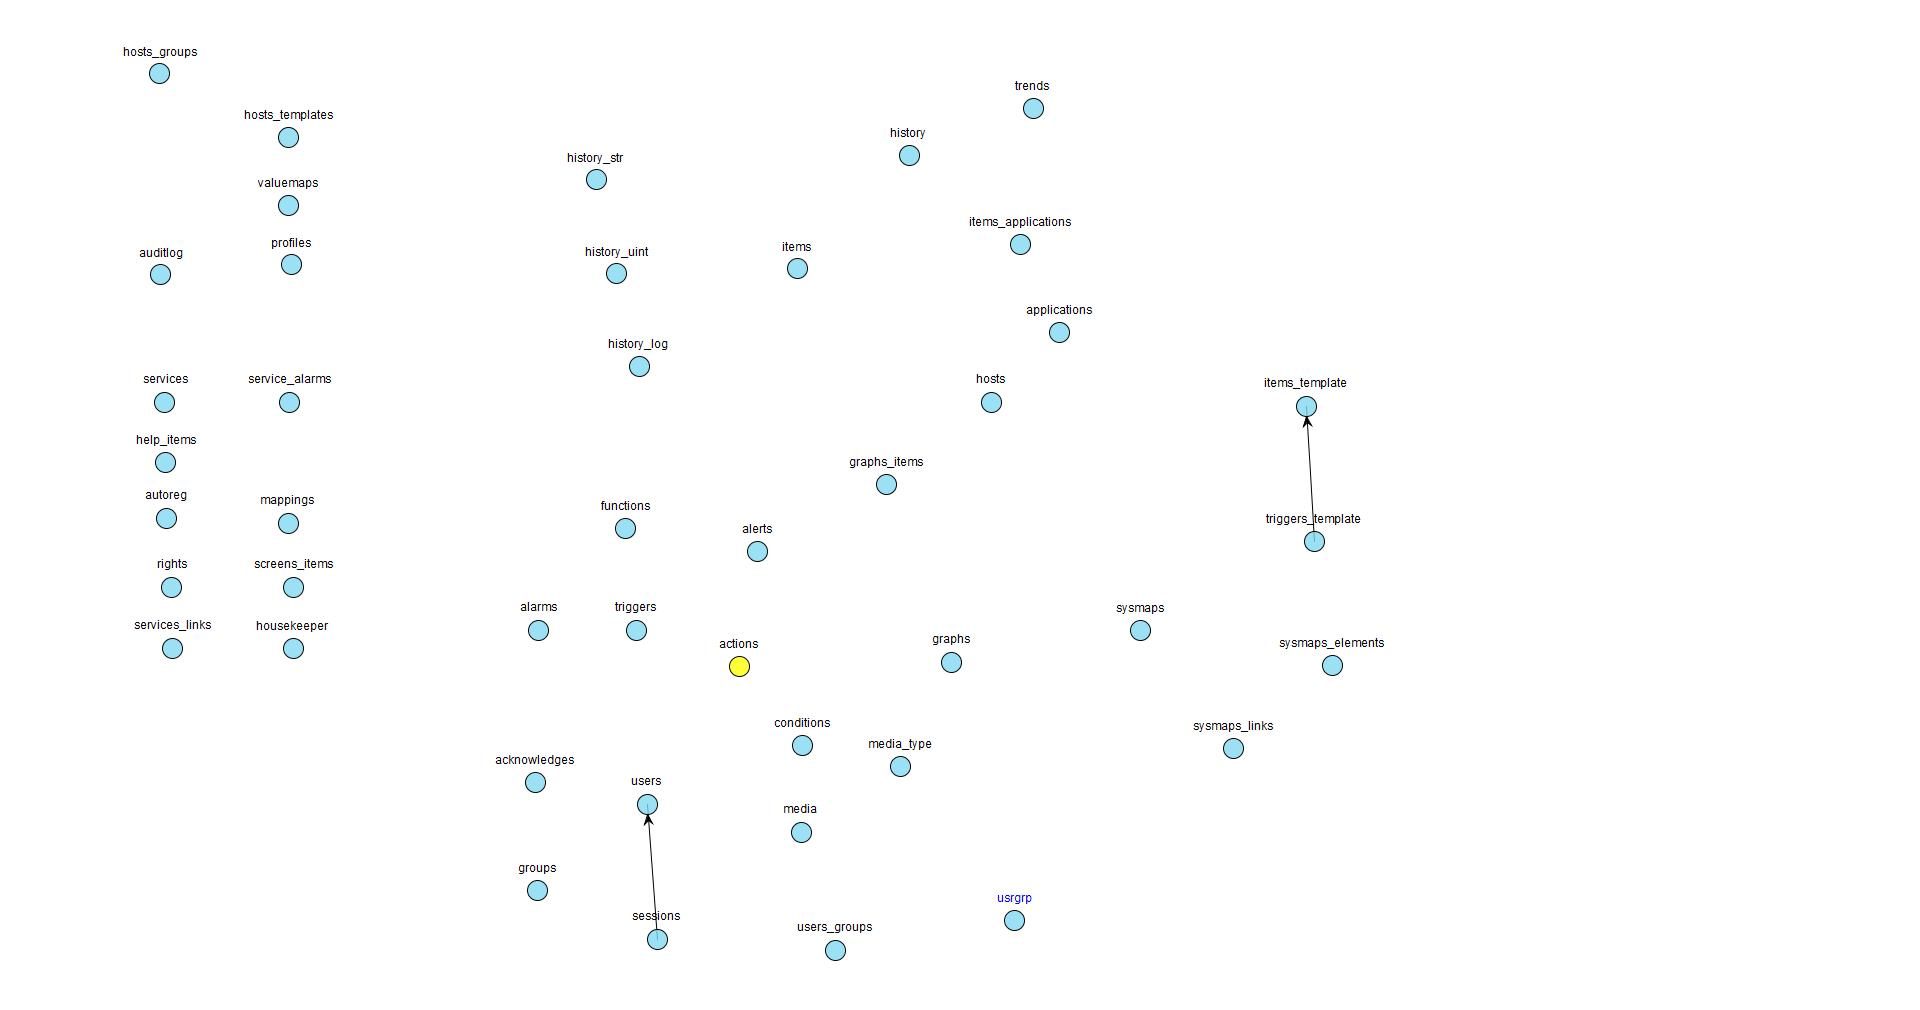 hosts_groups
trends
hosts_templates
history
history_str
valuemaps
items_applications
profiles
items
history_uint
auditlog
applications
history_log
services
service_alarms
hosts
items_template
help_items
graphs_items
autoreg
mappings
functions
triggers_template
alerts
rights
screens_items
alarms
triggers
sysmaps
services_links
housekeeper
graphs
sysmaps_elements
actions
conditions
sysmaps_links
media_type
acknowledges
users
media
groups
usrgrp
sessions
users_groups